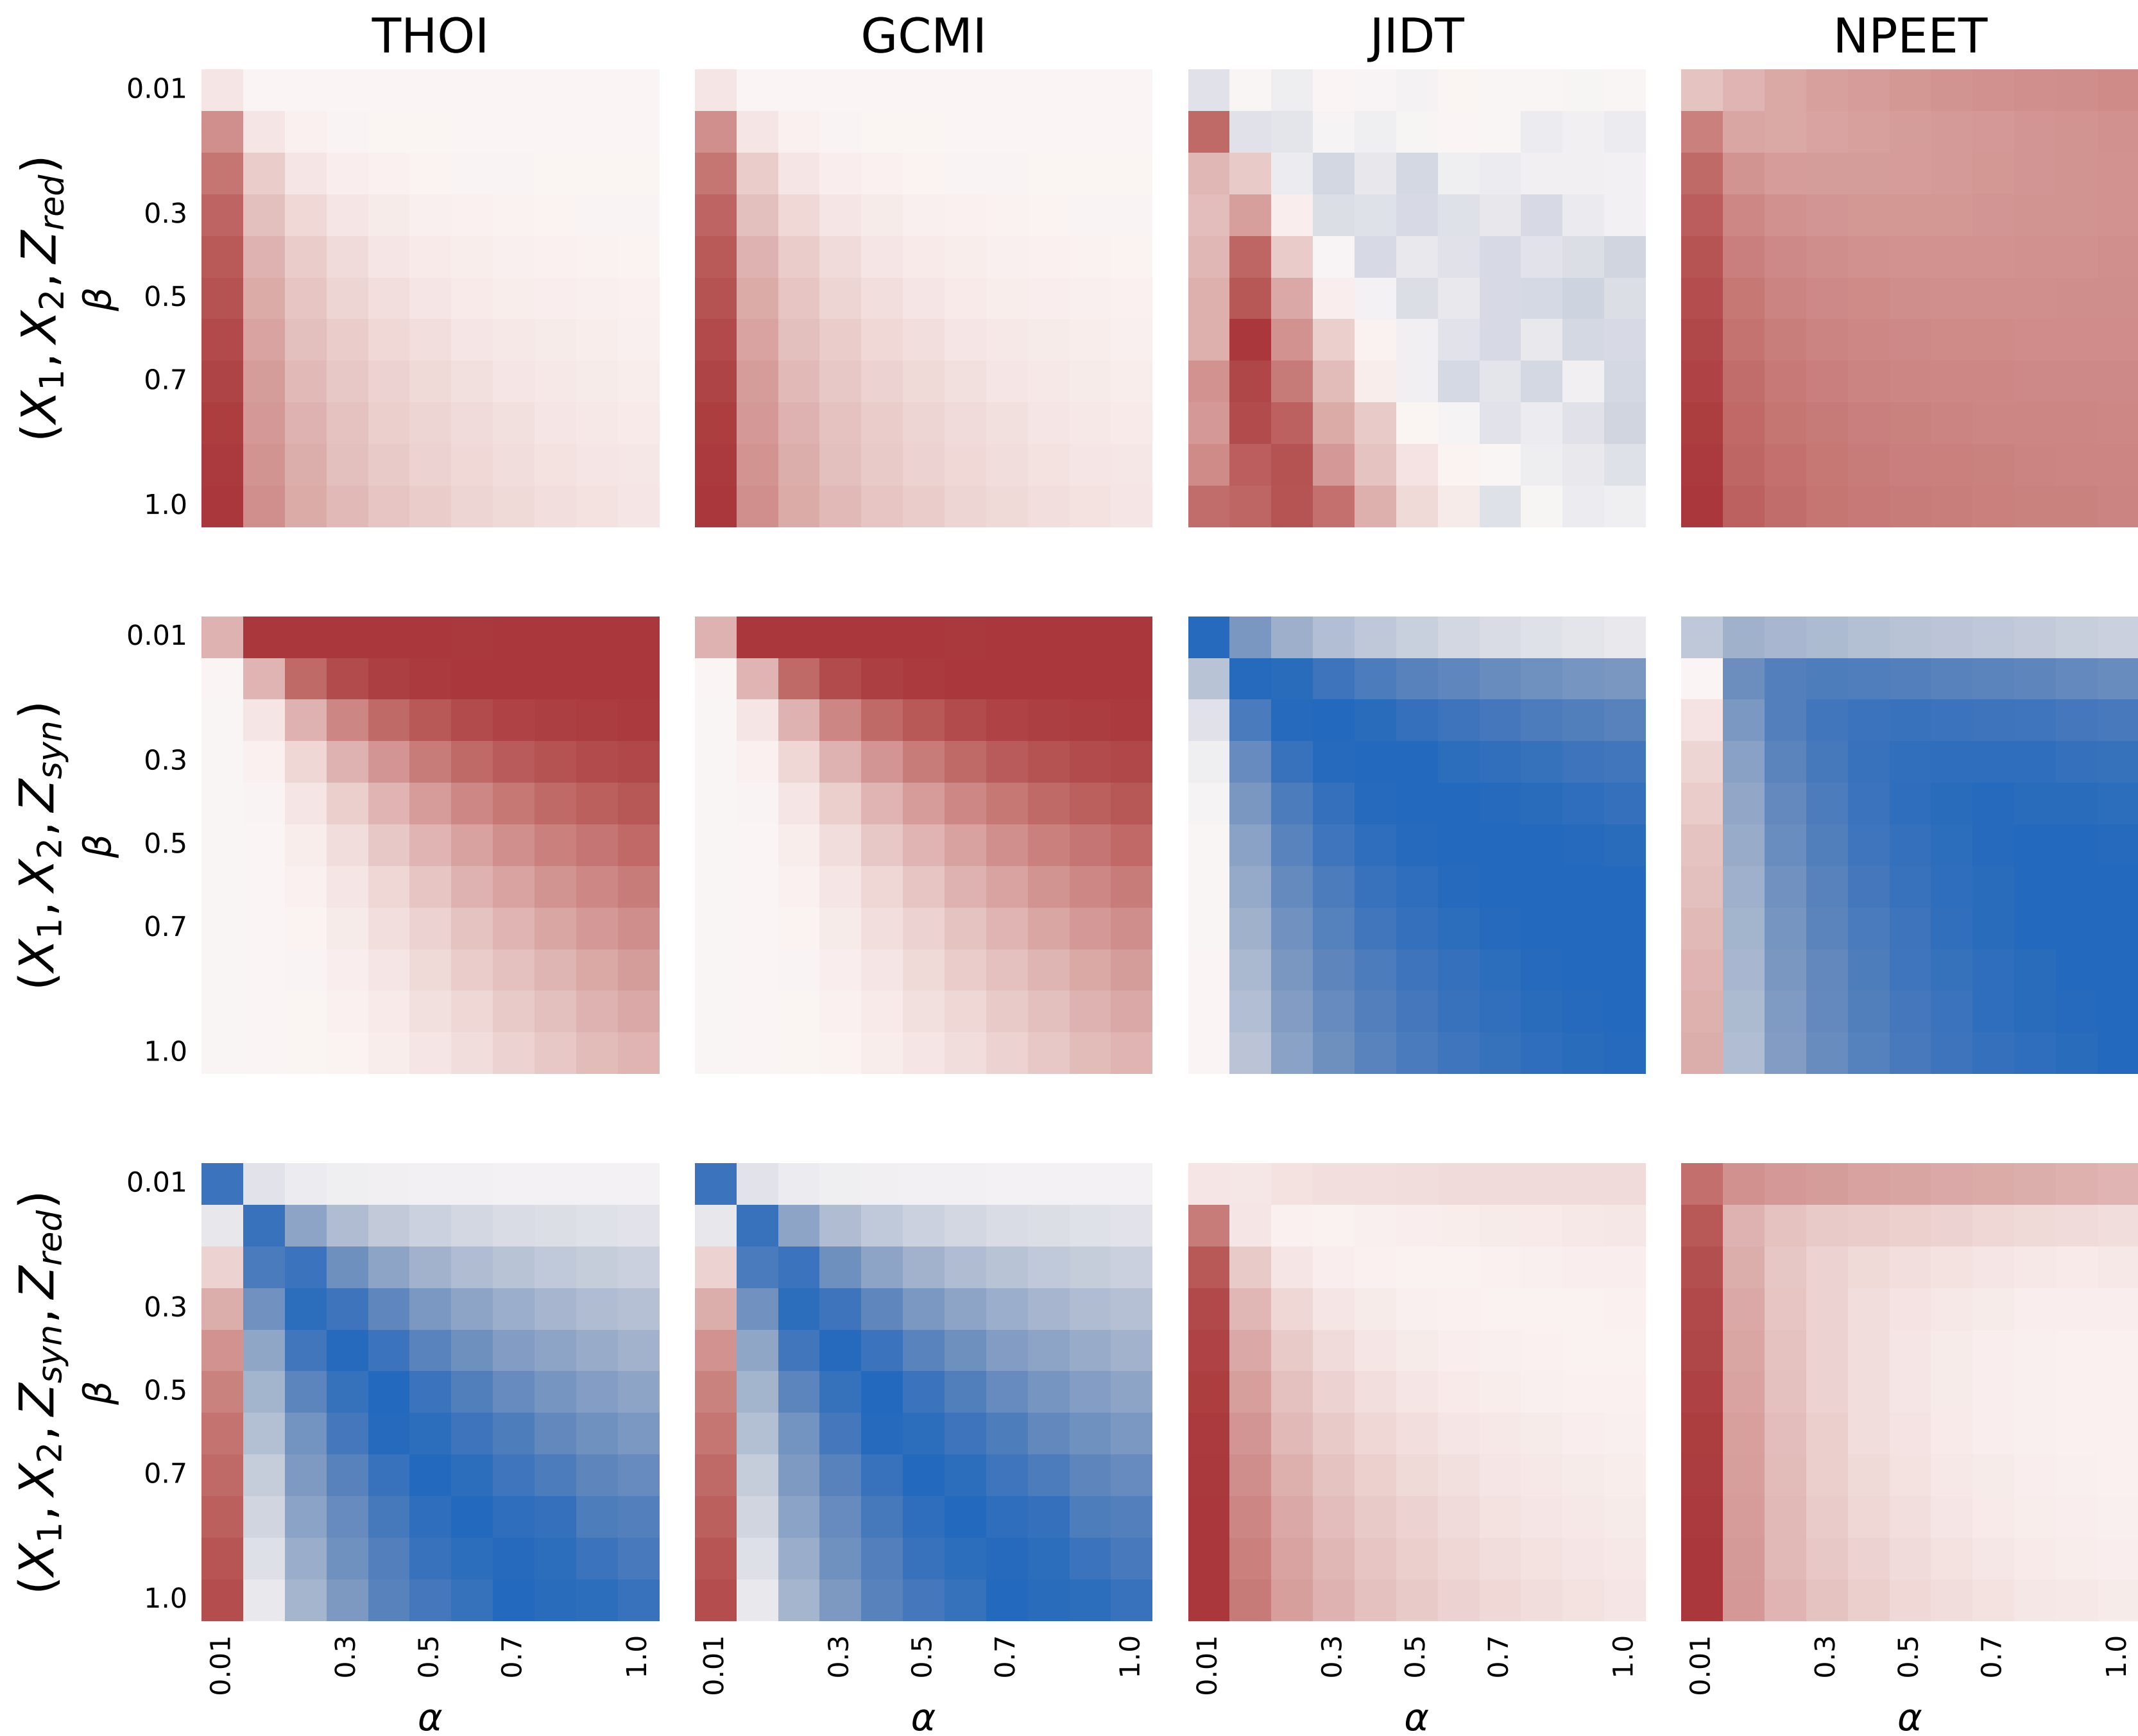 THOI GCMI JIDT NPEET
(X₁, X₂, Z_red)
β
0.01
0.3
0.5
0.7
1.0
(X₁, X₂, Z_syn)
β
0.01
0.3
0.5
0.7
1.0
(X₁, X₂, Z_syn, Z_red)
β
0.01
0.3
0.5
0.7
1.0
0.01 0.3 0.5 0.7 1.0 0.01 0.3 0.5 0.7 1.0 0.01 0.3 0.5 0.7 1.0 0.01 0.3 0.5 0.7 1.0
α α α α